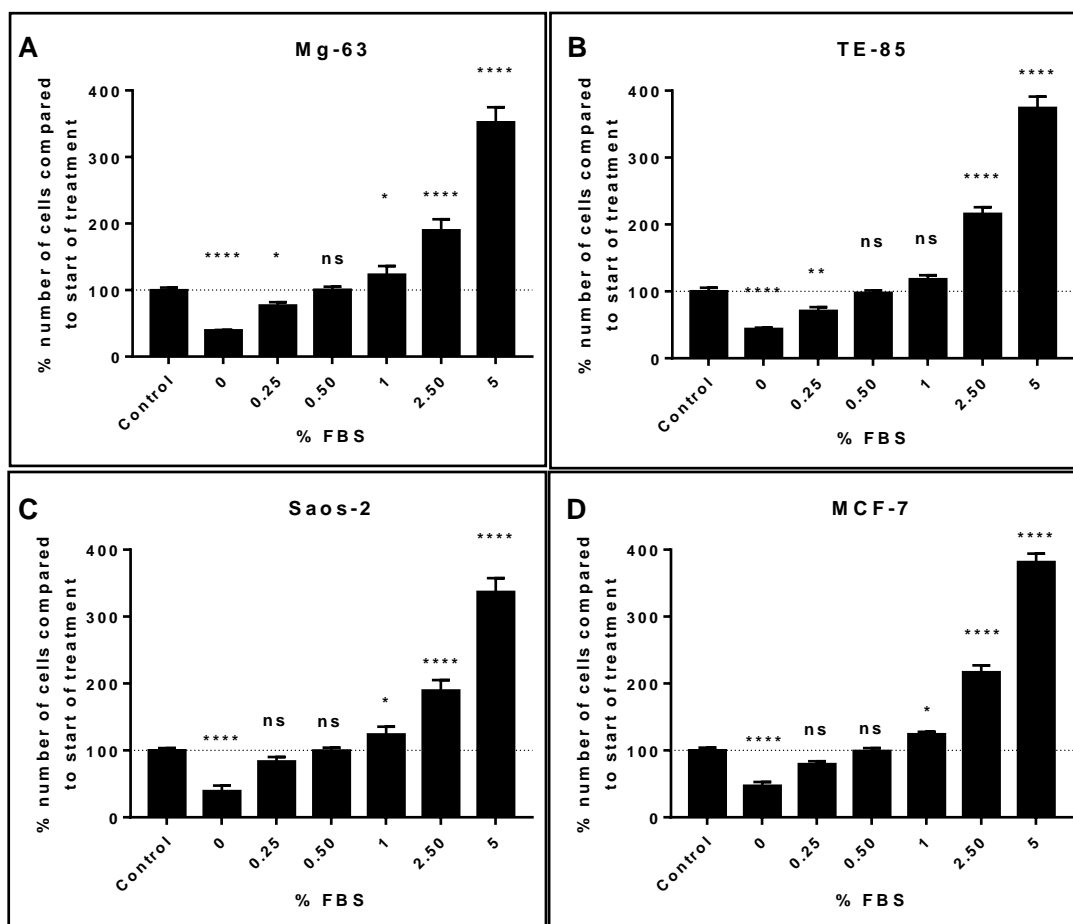 A
Mg-63
% number of cells compared
to start of treatment
400
300
200
100
0
****
*
ns
*
****
****
Control
0
0.25
0.50
1
2.50
5
% FBS
B
TE-85
% number of cells compared
to start of treatment
400
300
200
100
0
****
**
ns
ns
****
****
Control
0
0.25
0.50
1
2.50
5
% FBS
C
Saos-2
% number of cells compared
to start of treatment
400
300
200
100
0
****
ns
ns
*
****
****
Control
0
0.25
0.50
1
2.50
5
% FBS
D
MCF-7
% number of cells compared
to start of treatment
400
300
200
100
0
****
ns
ns
*
****
****
Control
0
0.25
0.50
1
2.50
5
% FBS